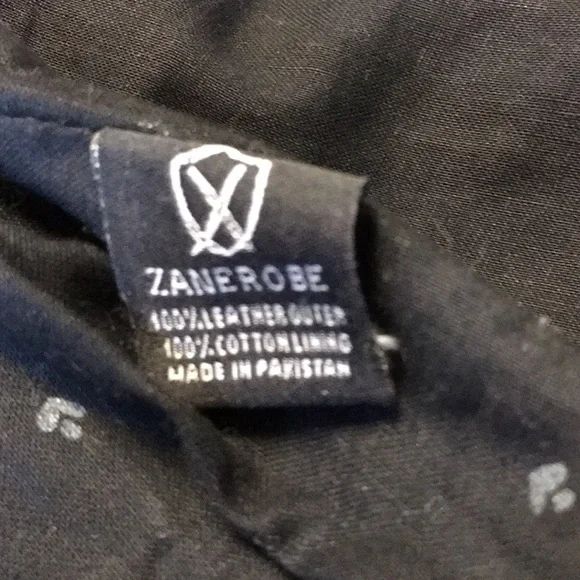 ZANEROBE
100% LEATHER OUTER
100% COTTON LINING
MADE IN PAKISTAN